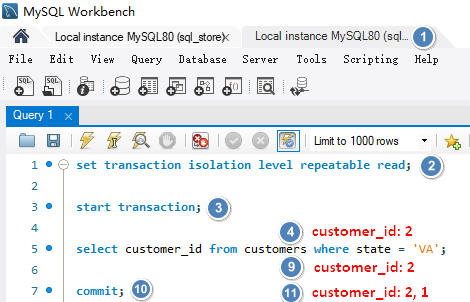 MySQL Workbench
Local instance MySQL80 (sql_store) x Local instance MySQL80 (sql... 1
File Edit View Query Database Server Tools Scripting Help
Query 1 x
Limit to 1000 rows
1 set transaction isolation level repeatable read; 2
2
3 start transaction; 3
4 4 customer_id: 2
5 select customer_id from customers where state = 'VA';
6 9 customer_id: 2
7 commit; 10 11 customer_id: 2, 1